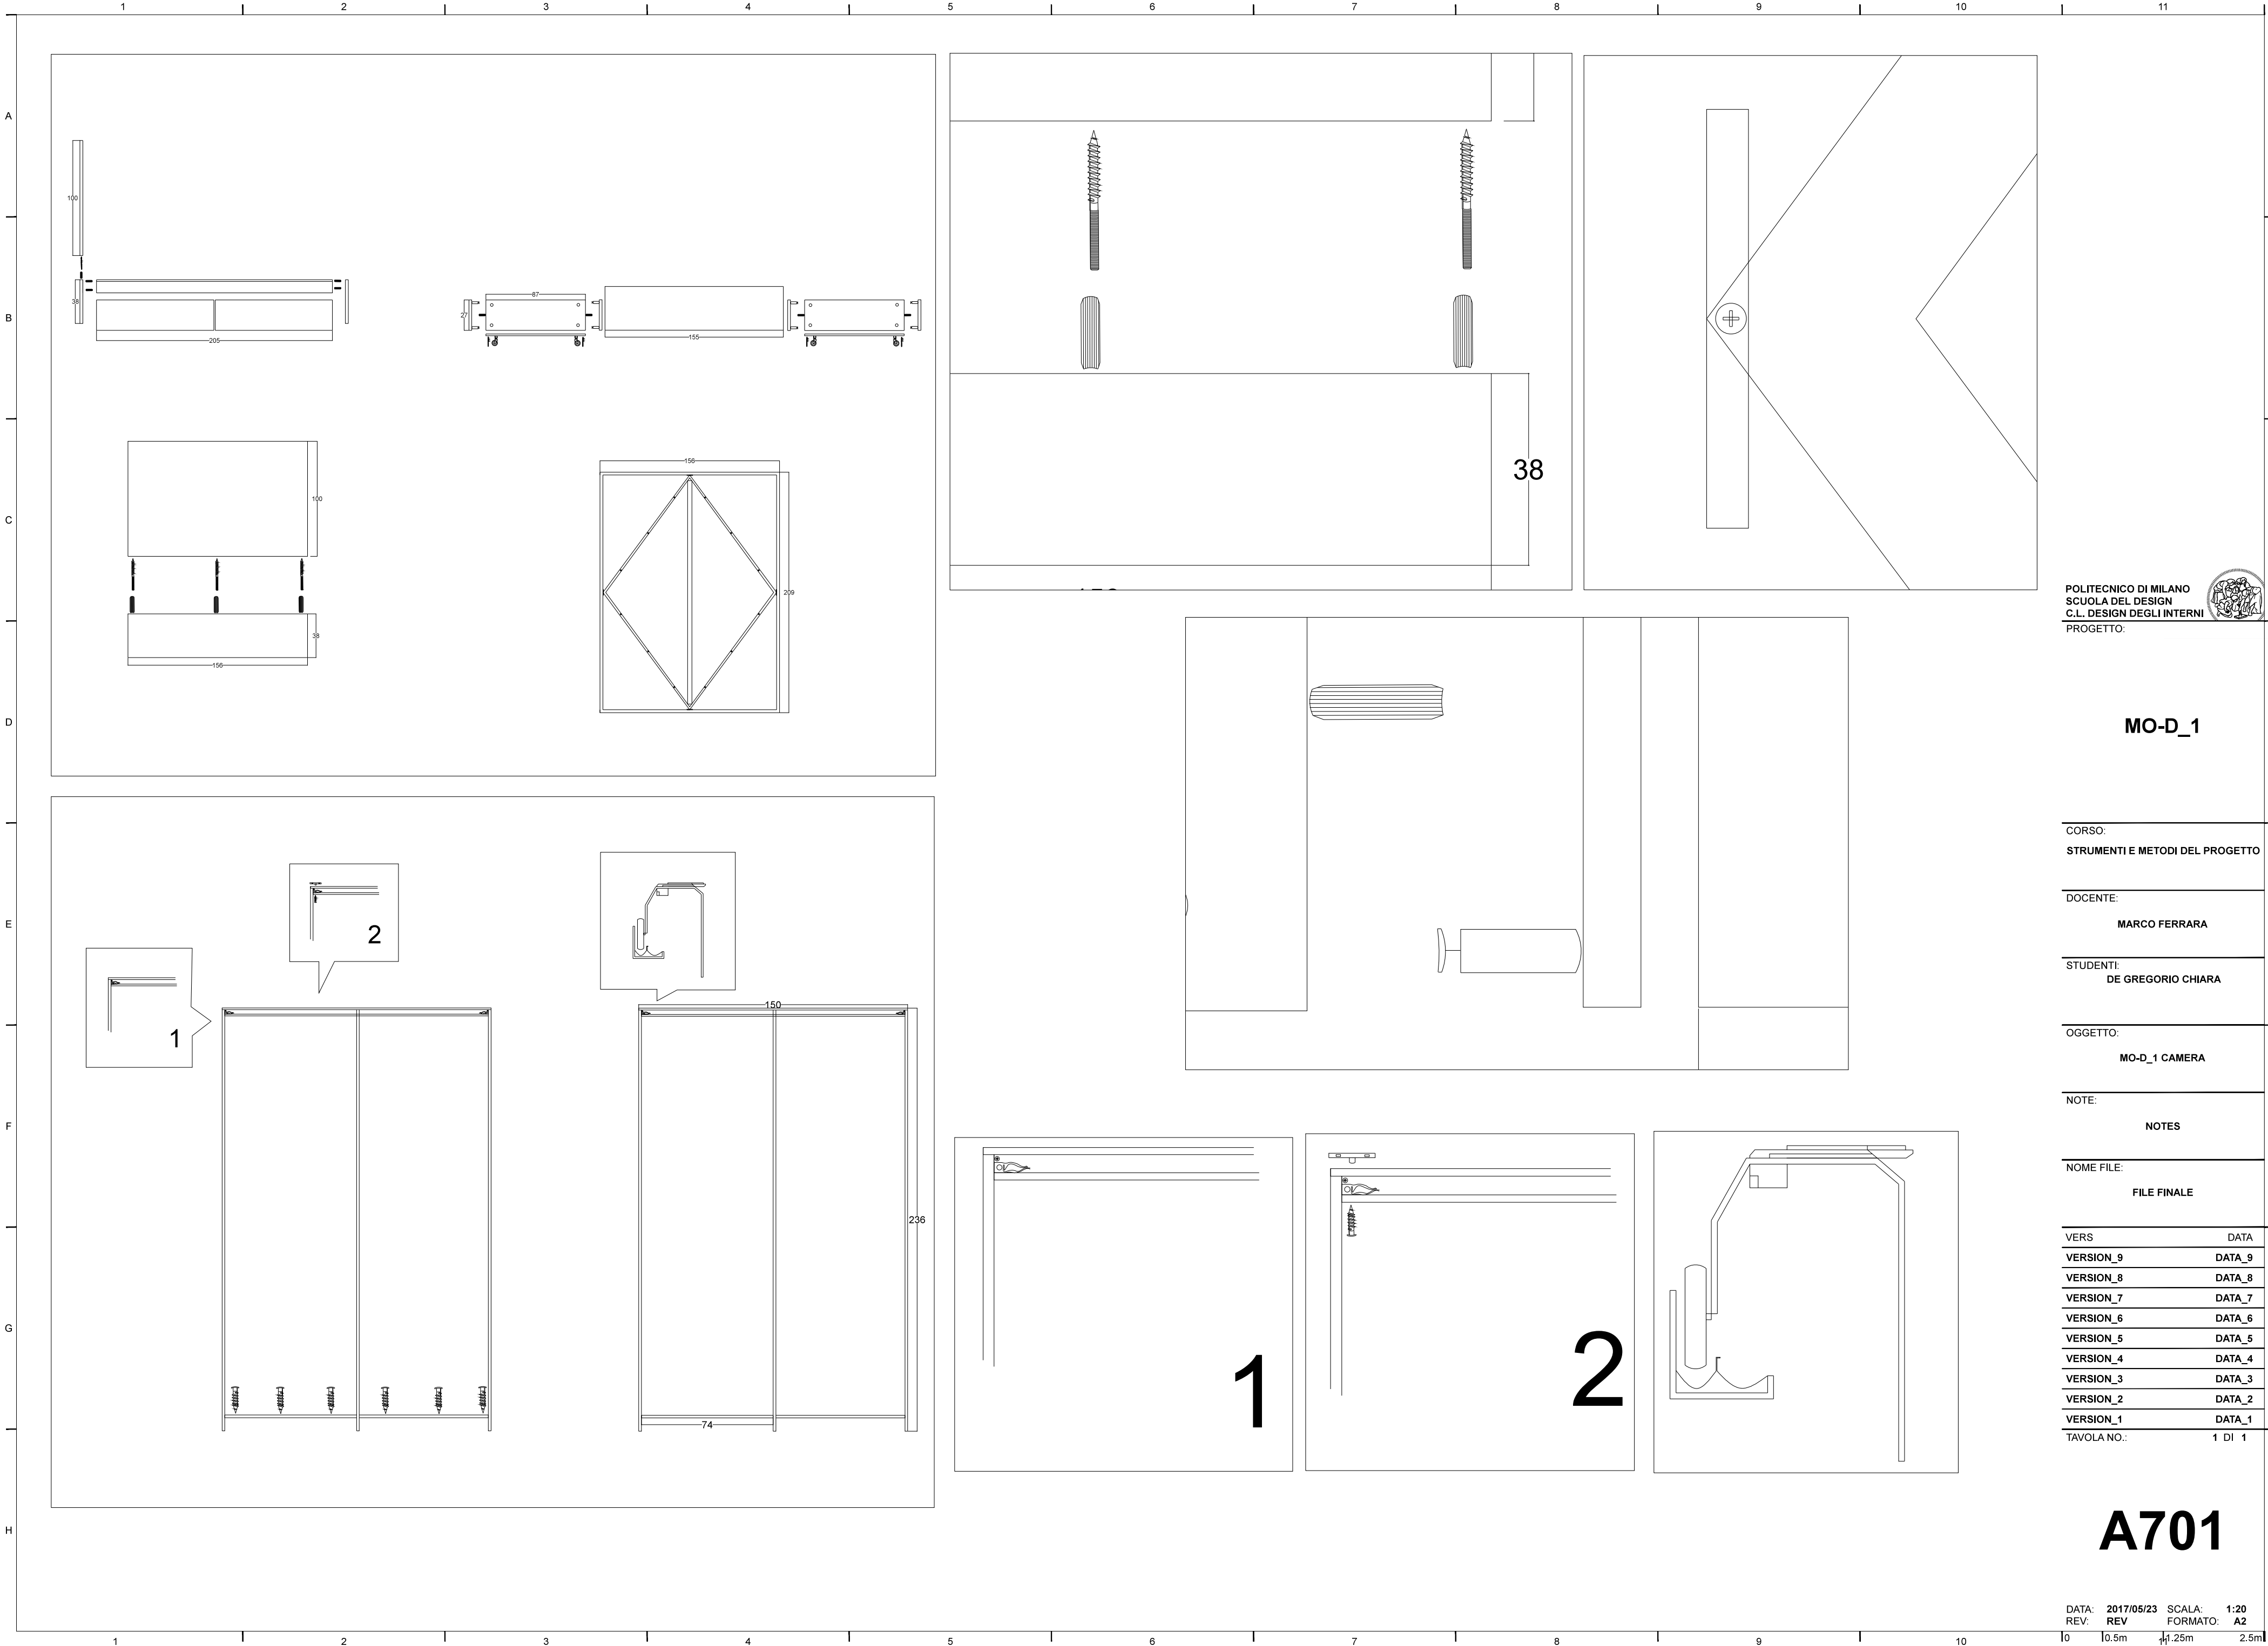 1 2 3 4 5 6 7 8 9 10 11
A
B
C
D
E
F
G
H
100
38
205
87
27
155
100
38
156
156
209
38
1
2
150
236
74
1
2
POLITECNICO DI MILANO
SCUOLA DEL DESIGN
C.L. DESIGN DEGLI INTERNI
PROGETTO:
MO-D_1
CORSO:
STRUMENTI E METODI DEL PROGETTO
DOCENTE:
MARCO FERRARA
STUDENTI:
DE GREGORIO CHIARA
OGGETTO:
MO-D_1 CAMERA
NOTE:
NOTES
NOME FILE:
FILE FINALE
VERS DATA
VERSION_9 DATA_9
VERSION_8 DATA_8
VERSION_7 DATA_7
VERSION_6 DATA_6
VERSION_5 DATA_5
VERSION_4 DATA_4
VERSION_3 DATA_3
VERSION_2 DATA_2
VERSION_1 DATA_1
TAVOLA NO.: 1 DI 1
A701
DATA: 2017/05/23 SCALA: 1:20
REV: REV FORMATO: A2
0 0.5m 1.25m 2.5m
1 2 3 4 5 6 7 8 9 10 11